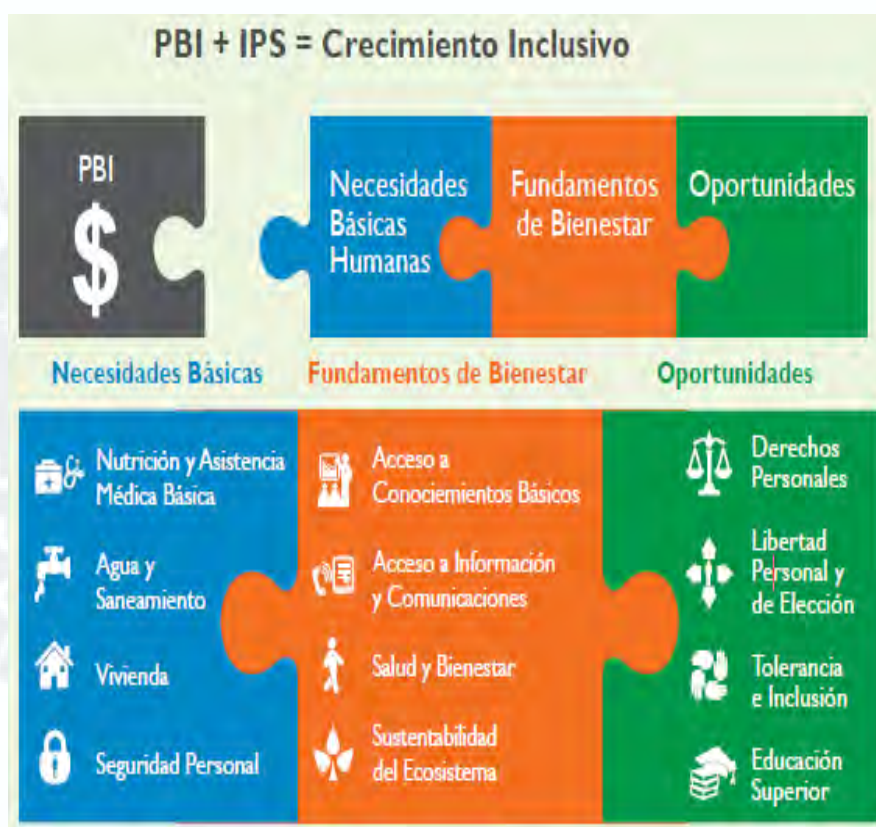 PBI + IPS = Crecimiento Inclusivo
PBI
$
Necesidades
Básicas
Humanas
Fundamentos
de Bienestar
Oportunidades
Necesidades Básicas
Fundamentos de Bienestar
Oportunidades
Nutrición y Asistencia
Médica Básica
Agua y
Saneamiento
Vivienda
Seguridad Personal
Acceso a
Conociemientos Básicos
Acceso a Información
y Comunicaciones
Salud y Bienestar
Sustentabilidad
del Ecosistema
Derechos
Personales
Libertad
Personal y
de Elección
Tolerancia
e Inclusión
Educación
Superior